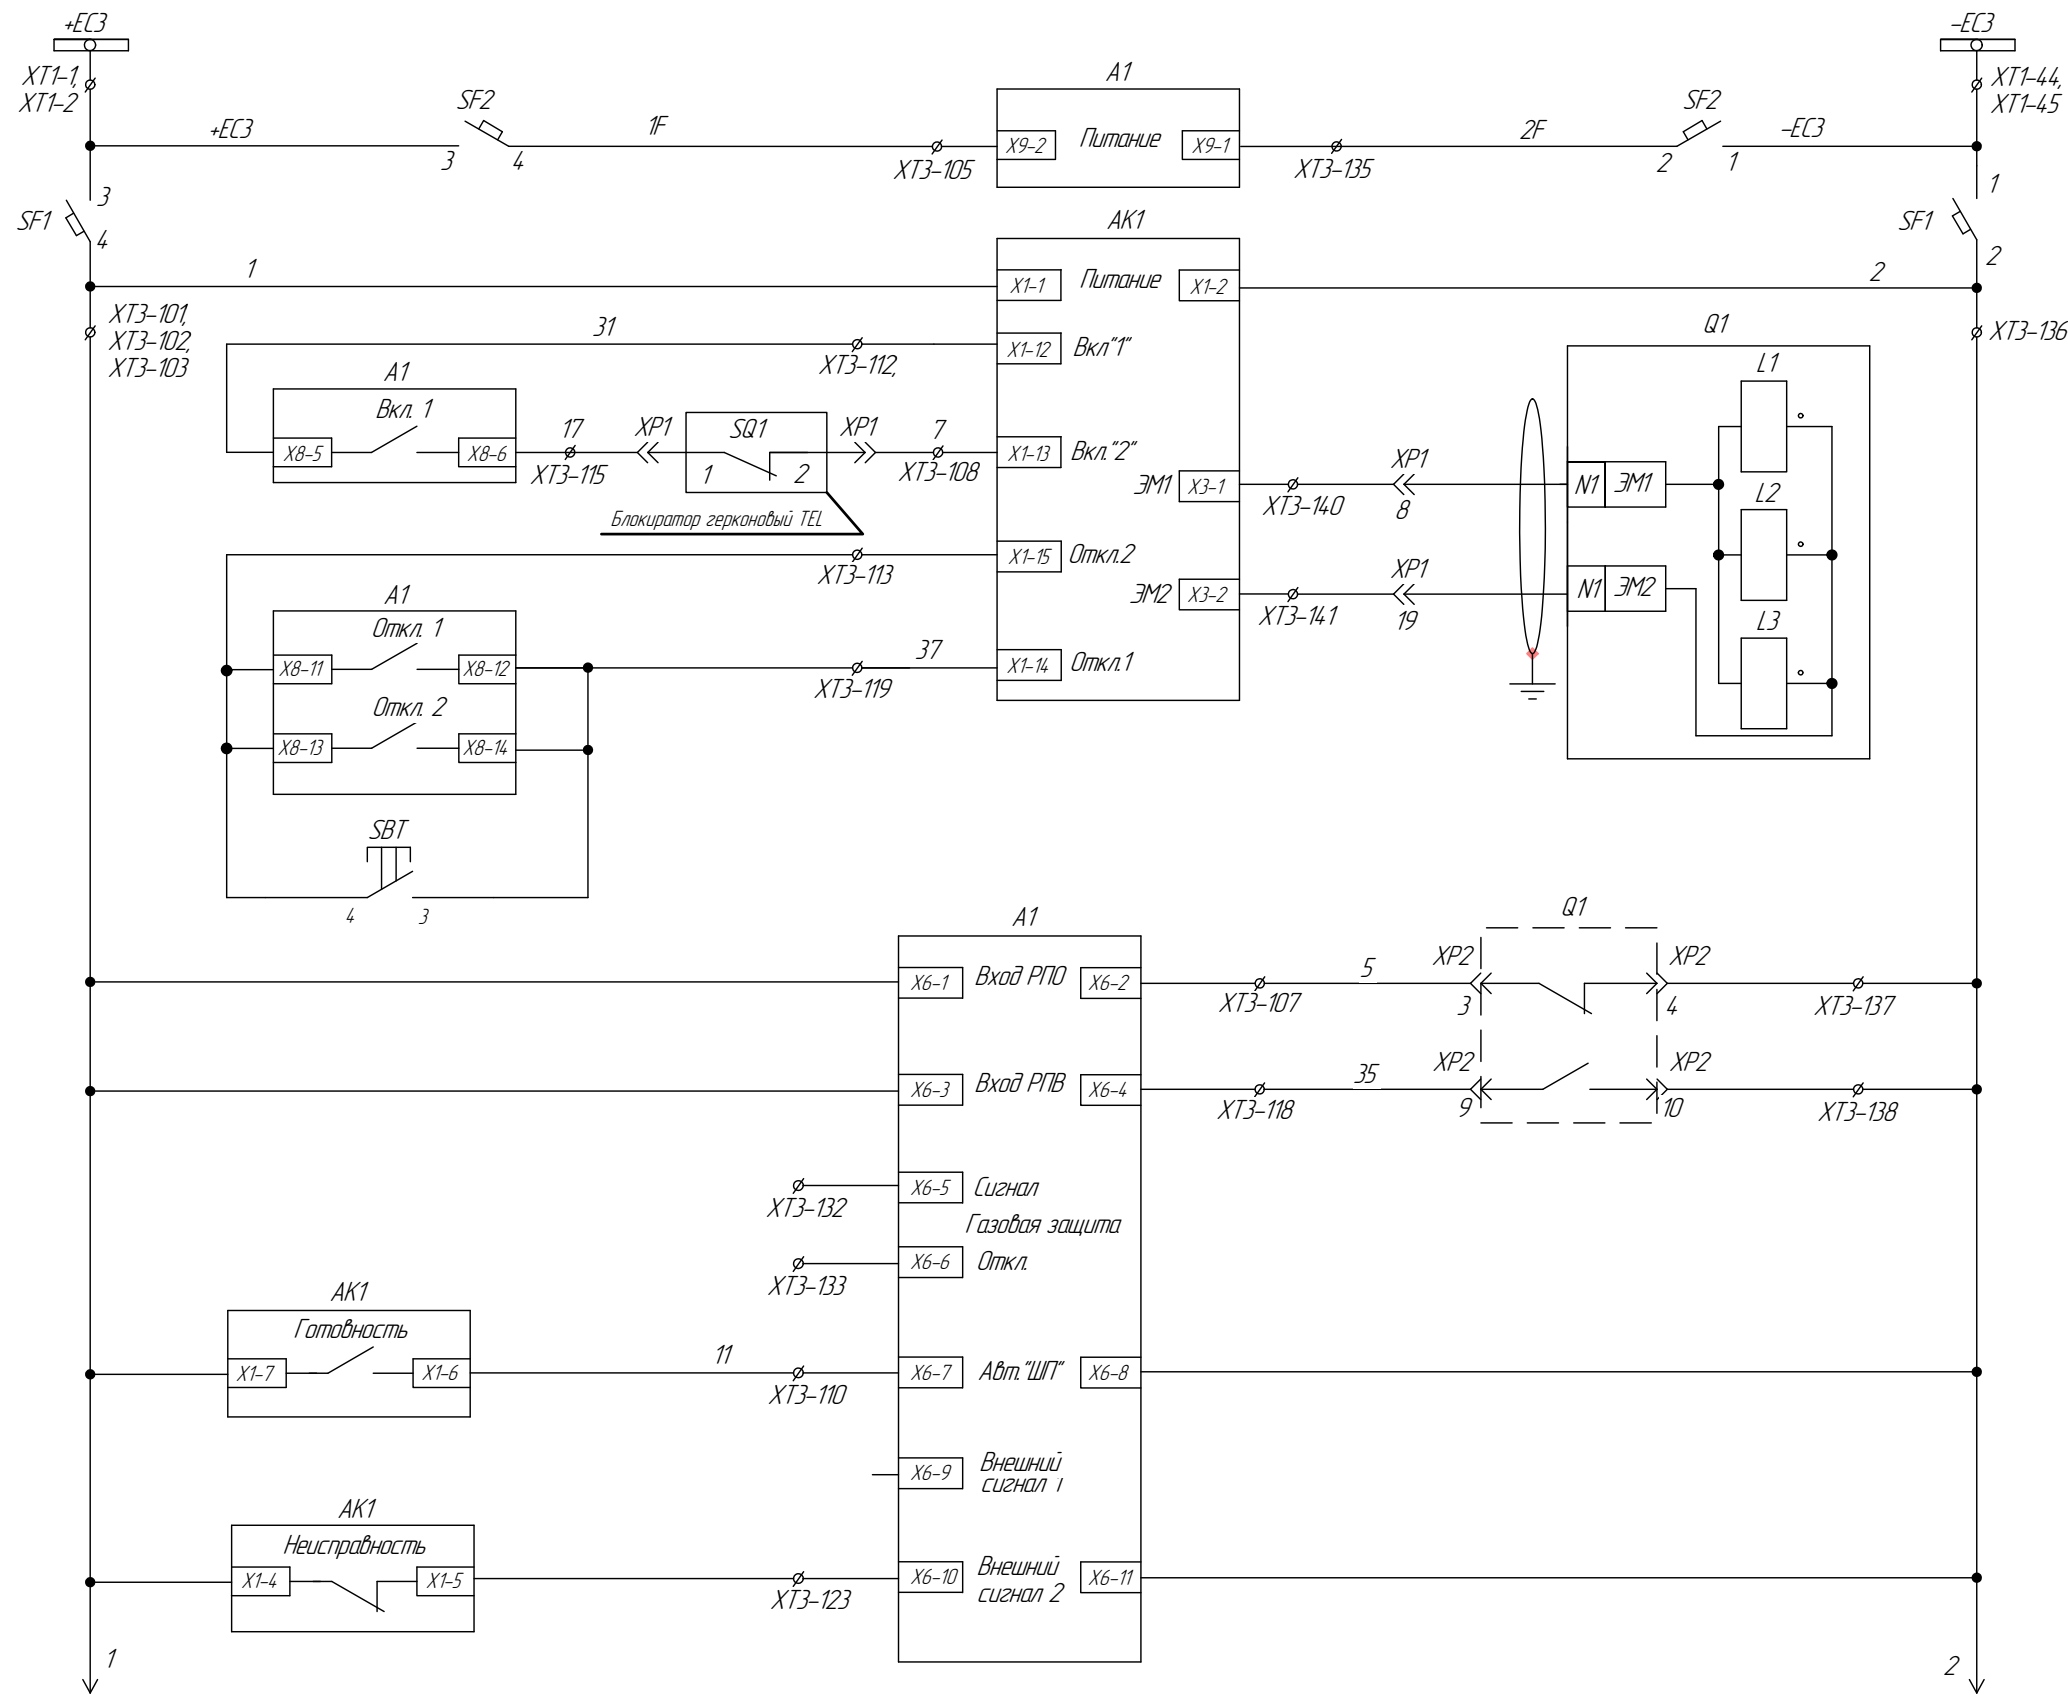 +ЕС3
-ЕС3
XT1-1,
XT1-2
XT1-44,
XT1-45
+ЕС3
SF2
3
4
1F
XT3-105
A1
X9-2
Питание
X9-1
XT3-135
2F
SF2
2
1
-ЕС3
3
SF1
4
1
SF1
2
1
AK1
X1-1
Питание
X1-2
2
XT3-101,
XT3-102,
XT3-103
XT3-136
31
XT3-112,
X1-12
Вкл"1"
A1
Вкл. 1
X8-5
X8-6
17
XT3-115
XP1
SQ1
1
2
XP1
7
XT3-108
X1-13
Вкл."2"
Блокиратор герконовый TEL
ЭМ1
X3-1
XT3-140
XP1
8
Q1
N1
ЭМ1
L1
L2
L3
XT3-113
X1-15
Откл.2
ЭМ2
X3-2
XT3-141
XP1
19
N1
ЭМ2
A1
Откл. 1
X8-11
X8-12
37
XT3-119
X1-14
Откл.1
Откл. 2
X8-13
X8-14
SBT
4
3
A1
X6-1
Вход РПО
X6-2
XT3-107
5
XP2
3
Q1
XP2
4
XT3-137
X6-3
Вход РПВ
X6-4
XT3-118
35
XP2
9
XP2
10
XT3-138
XT3-132
X6-5
Сигнал
Газовая защита
XT3-133
X6-6
Откл.
AK1
Готовность
X1-7
X1-6
11
XT3-110
X6-7
Авт."ШП"
X6-8
X6-9
Внешний
сигнал 1
AK1
Неисправность
X1-4
X1-5
XT3-123
X6-10
Внешний
сигнал 2
X6-11
1
2